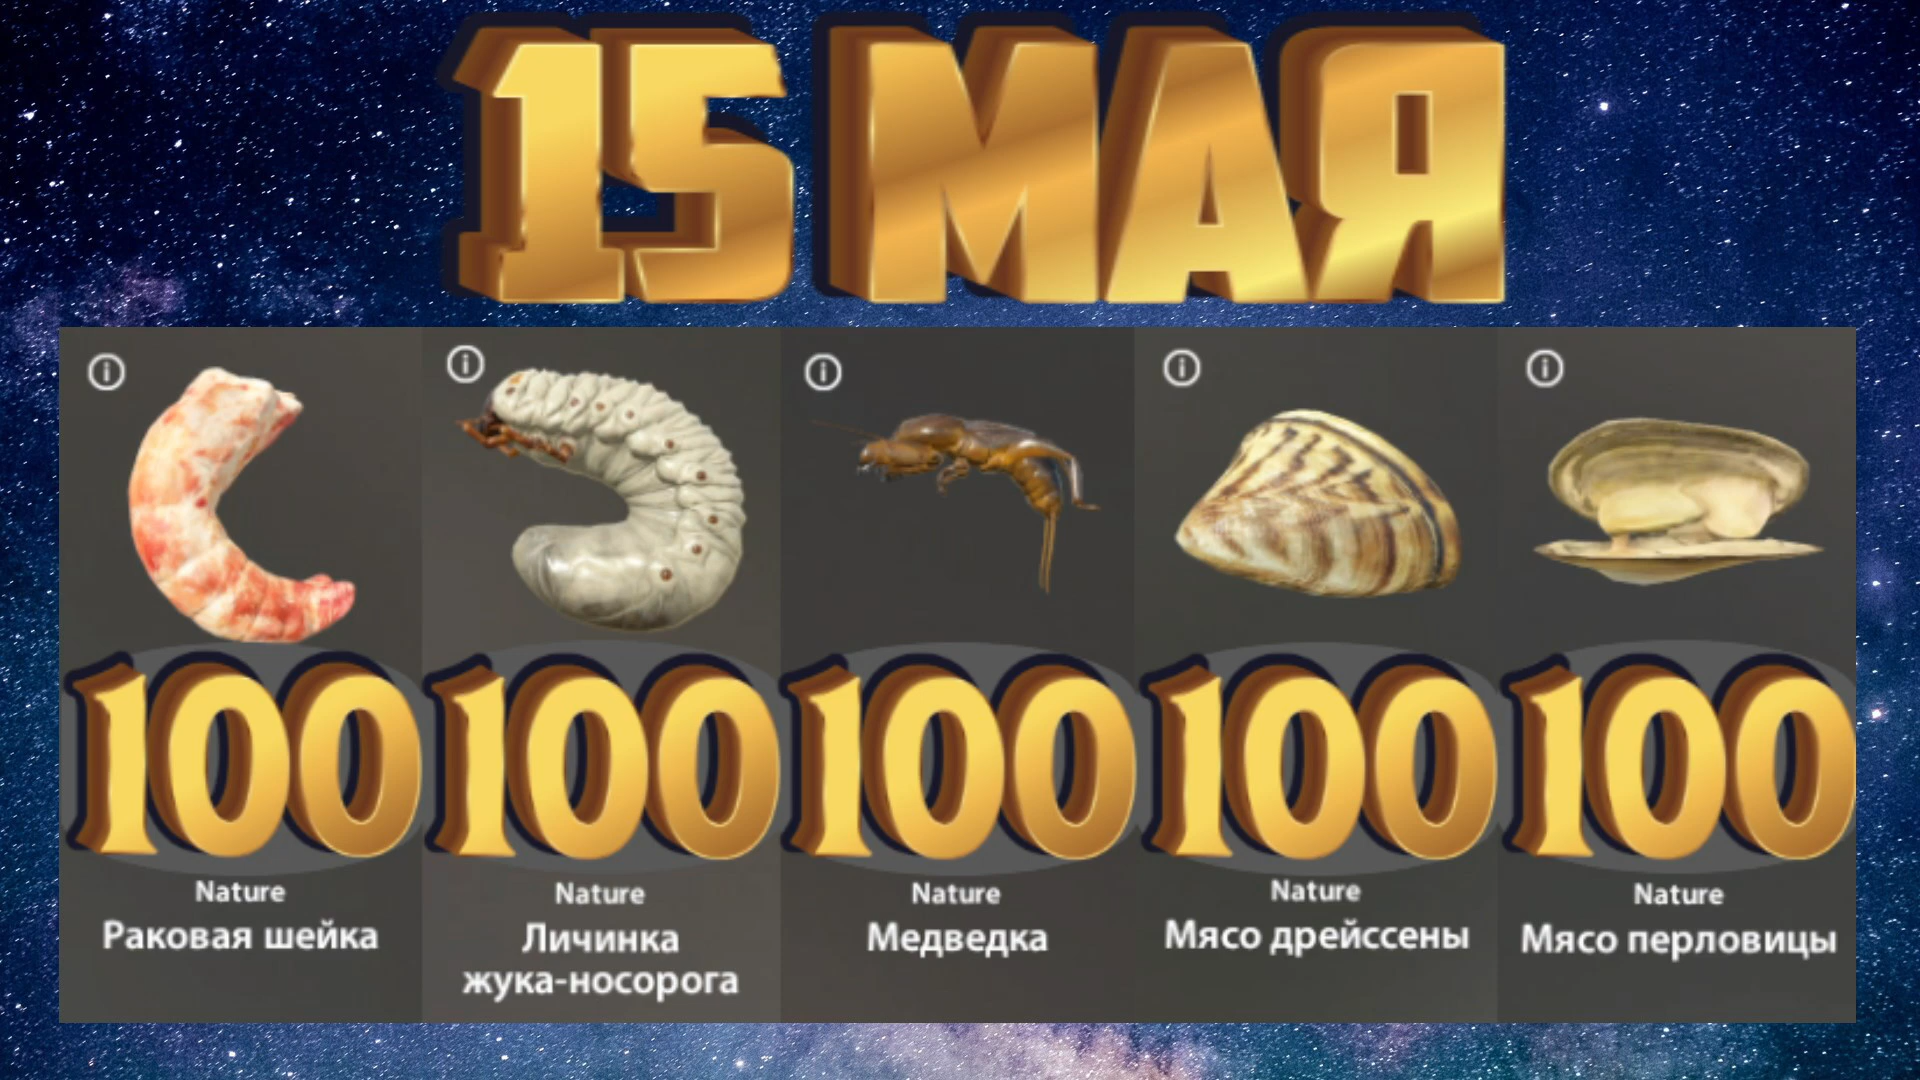 15 МАЯ
100 100 100 100 100
Nature Nature Nature Nature Nature
Раковая шейка Личинка Медведка Мясо дрейссены Мясо перловицы
жука-носорога